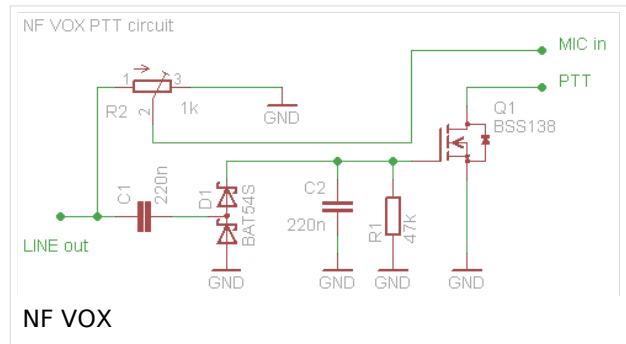 NF VOX PTT circuit
MIC in
1
3
PTT
R2
2
1k
GND
Q1
BSS138
C1
220n
D1
BAT54S
C2
220n
R1
47k
LINE out
GND
GND
GND
GND
NF VOX